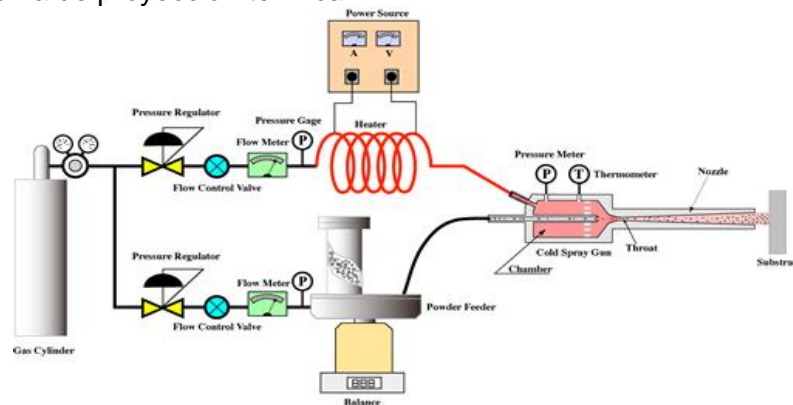 Power Source
A V
Pressure Regulator
Pressure Gage
Heater
Flow Meter
P
Flow Control Valve
Pressure Meter
P T Thermometer
Nozzle
Throat
Cold Spray Gun
Chamber
Substra
Pressure Regulator
Flow Meter
P
Flow Control Valve
Powder Feeder
Gas Cylinder
888
Balance